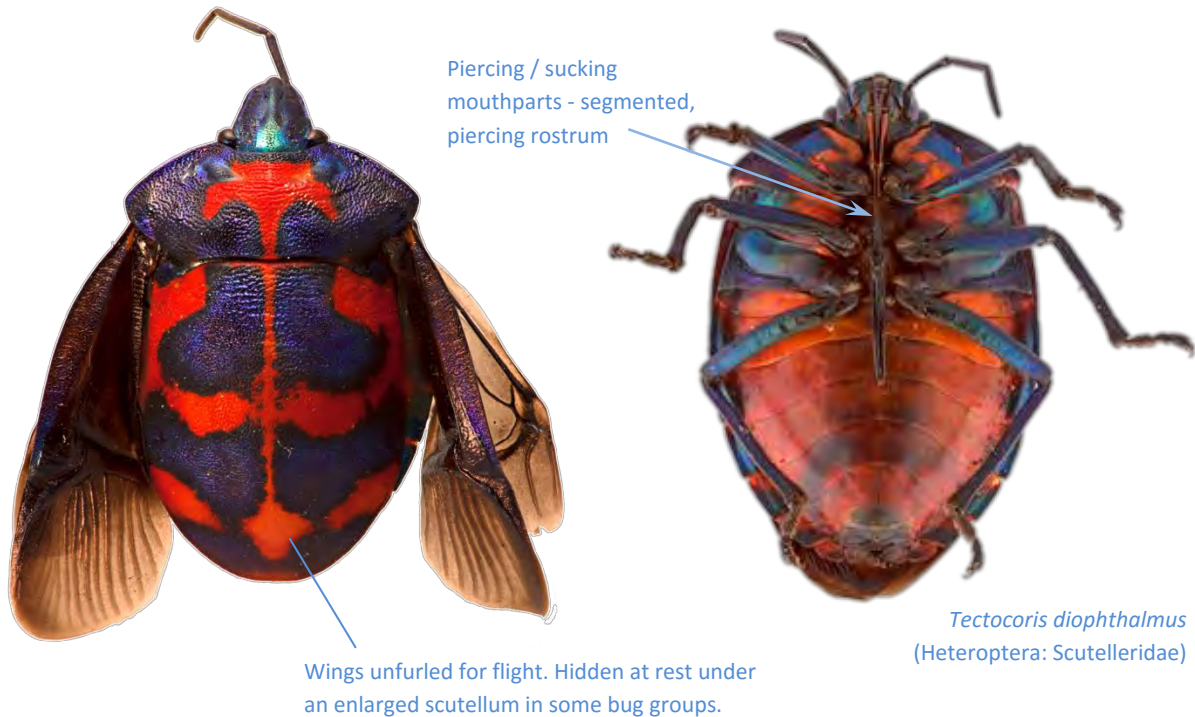 Piercing / sucking
mouthparts - segmented,
piercing rostrum
Tectocoris diophthalmus
(Heteroptera: Scutelleridae)
Wings unfurled for flight. Hidden at rest under
an enlarged scutellum in some bug groups.